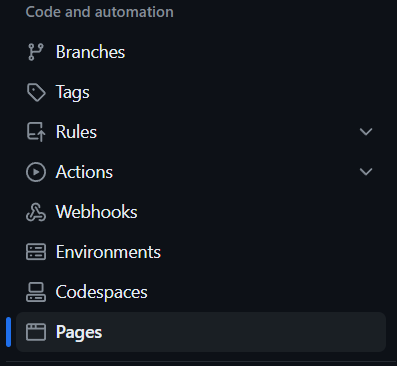 Code and automation
Branches
Tags
Rules
Actions
Webhooks
Environments
Codespaces
Pages